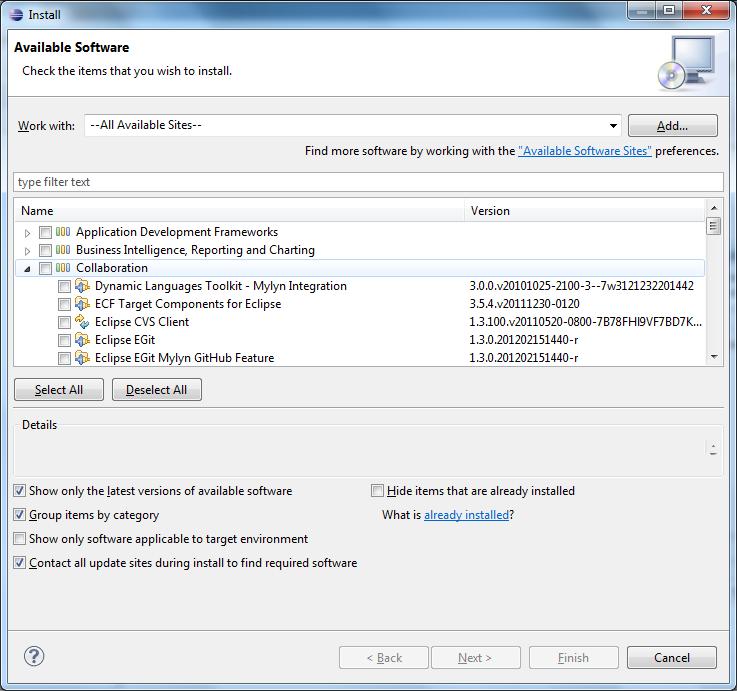 Install
Available Software
Check the items that you wish to install.
Work with: --All Available Sites-- Add...
Find more software by working with the "Available Software Sites" preferences.
type filter text
Name Version
Application Development Frameworks
Business Intelligence, Reporting and Charting
Collaboration
Dynamic Languages Toolkit - Mylyn Integration 3.0.0.v20101025-2100-3--7w3121232201442
ECF Target Components for Eclipse 3.5.4.v20111230-0120
Eclipse CVS Client 1.3.100.v20110520-0800-7B78FHI9VF7BD7K...
Eclipse EGit 1.3.0.201202151440-r
Eclipse EGit Mylyn GitHub Feature 1.3.0.201202151440-r
Select All Deselect All
Details
Show only the latest versions of available software Hide items that are already installed
Group items by category What is already installed?
Show only software applicable to target environment
Contact all update sites during install to find required software
? < Back Next > Finish Cancel